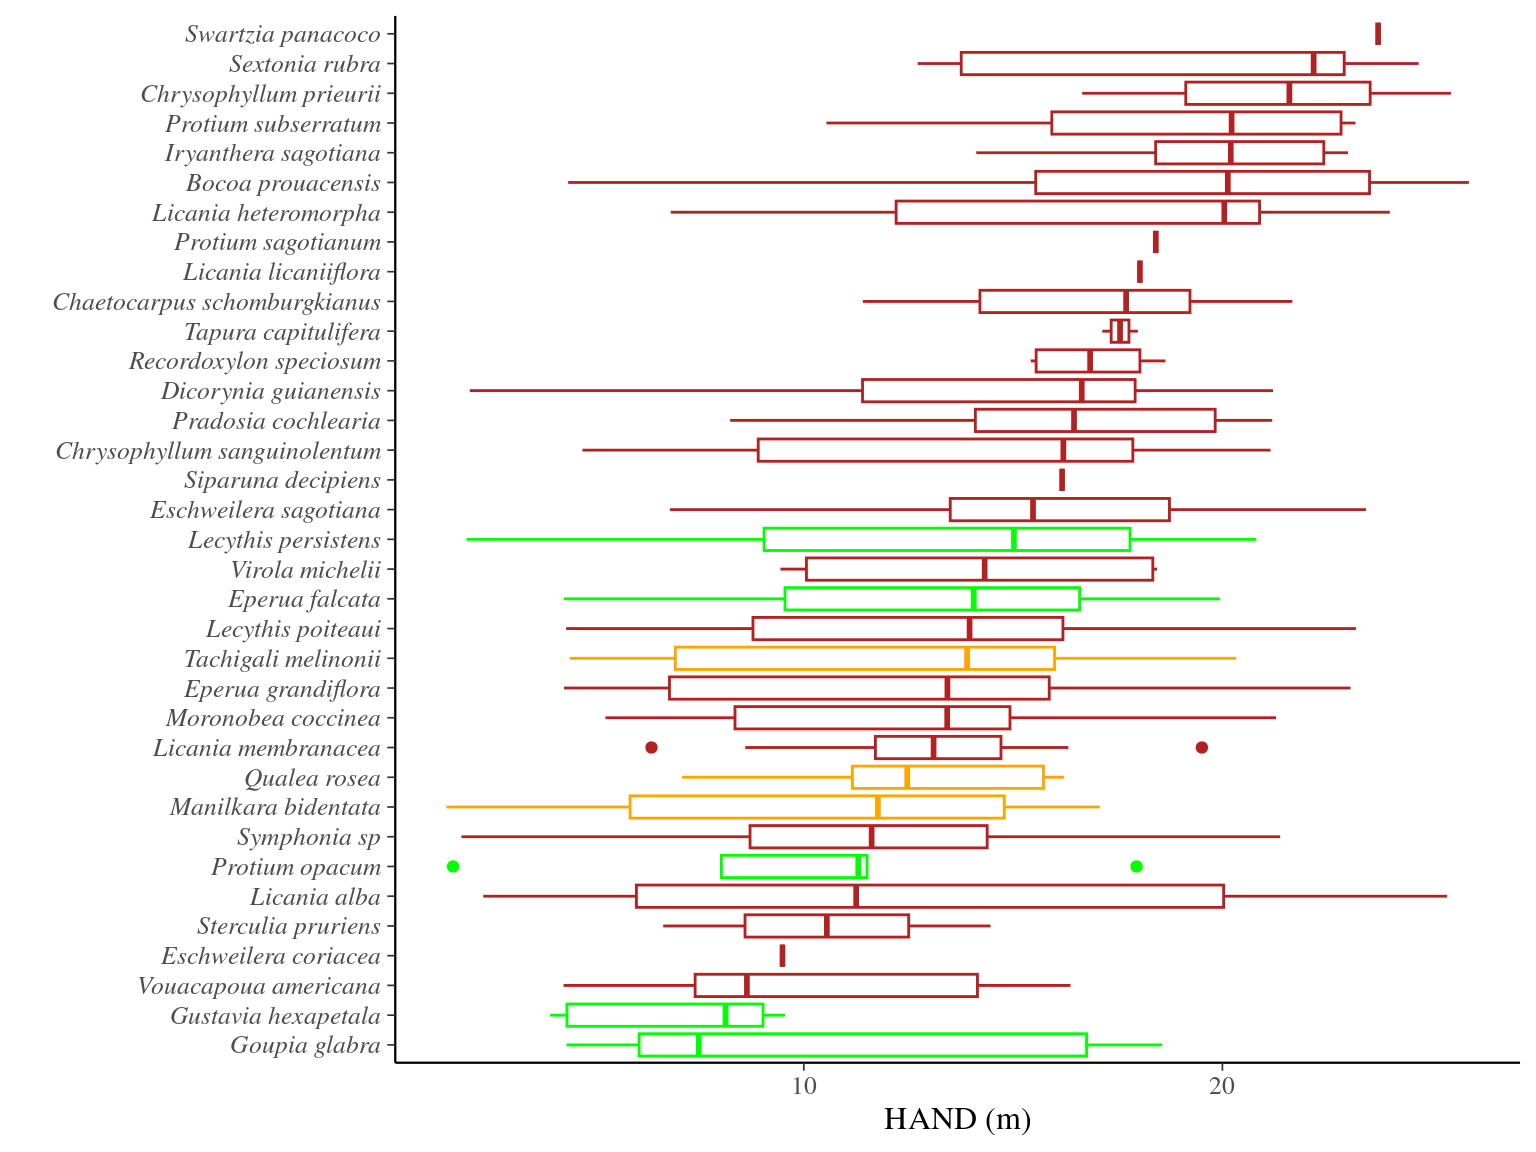 Swartzia panacoco
Sextonia rubra
Chrysophyllum prieurii
Protium subserratum
Iryanthera sagotiana
Bocoa prouacensis
Licania heteromorpha
Protium sagotianum
Licania licaniiflora
Chaetocarpus schomburgkianus
Tapura capitulifera
Recordoxylon speciosum
Dicorynia guianensis
Pradosia cochlearia
Chrysophyllum sanguinolentum
Siparuna decipiens
Eschweilera sagotiana
Lecythis persistens
Virola michelii
Eperua falcata
Lecythis poiteaui
Tachigali melinonii
Eperua grandiflora
Moronobea coccinea
Licania membranacea
Qualea rosea
Manilkara bidentata
Symphonia sp
Protium opacum
Licania alba
Sterculia pruriens
Eschweilera coriacea
Vouacapoua americana
Gustavia hexapetala
Goupia glabra
10 20
HAND (m)